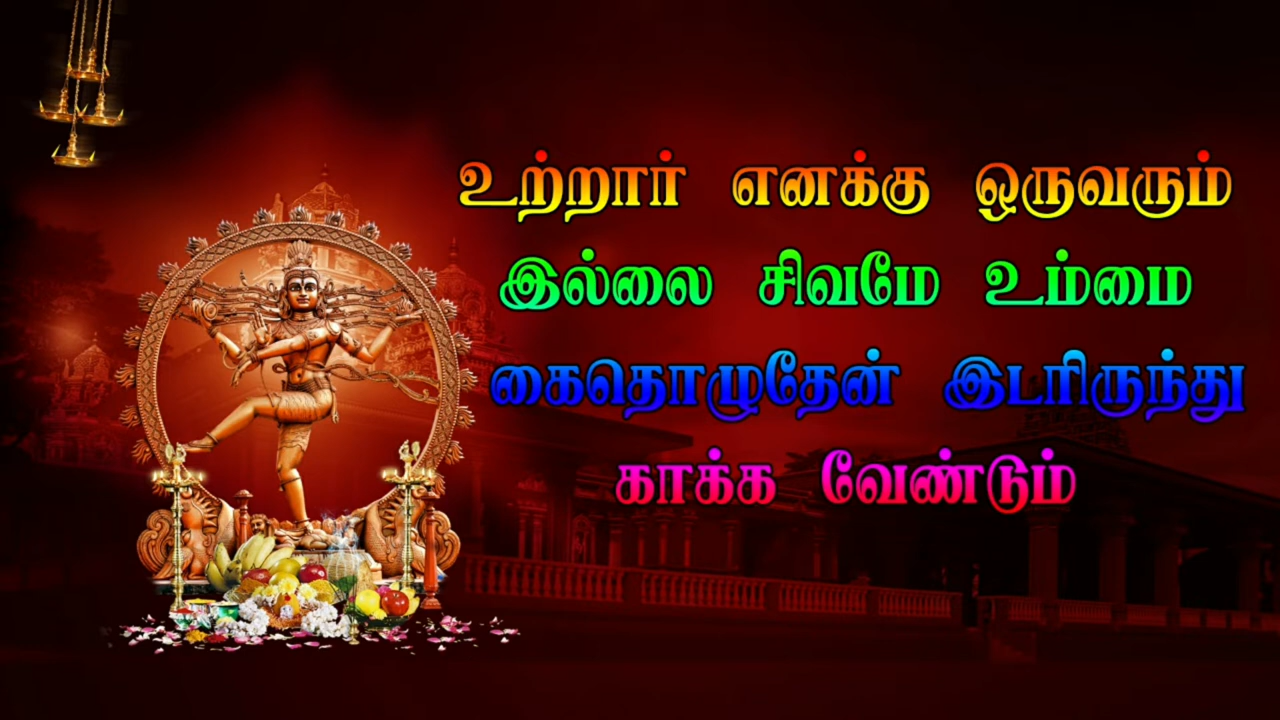 உற்றார் எனக்கு ஒருவரும்
இல்லை சிவமே உம்மை
கைதொழுதேன் இடரிருந்து
காக்க வேண்டும்